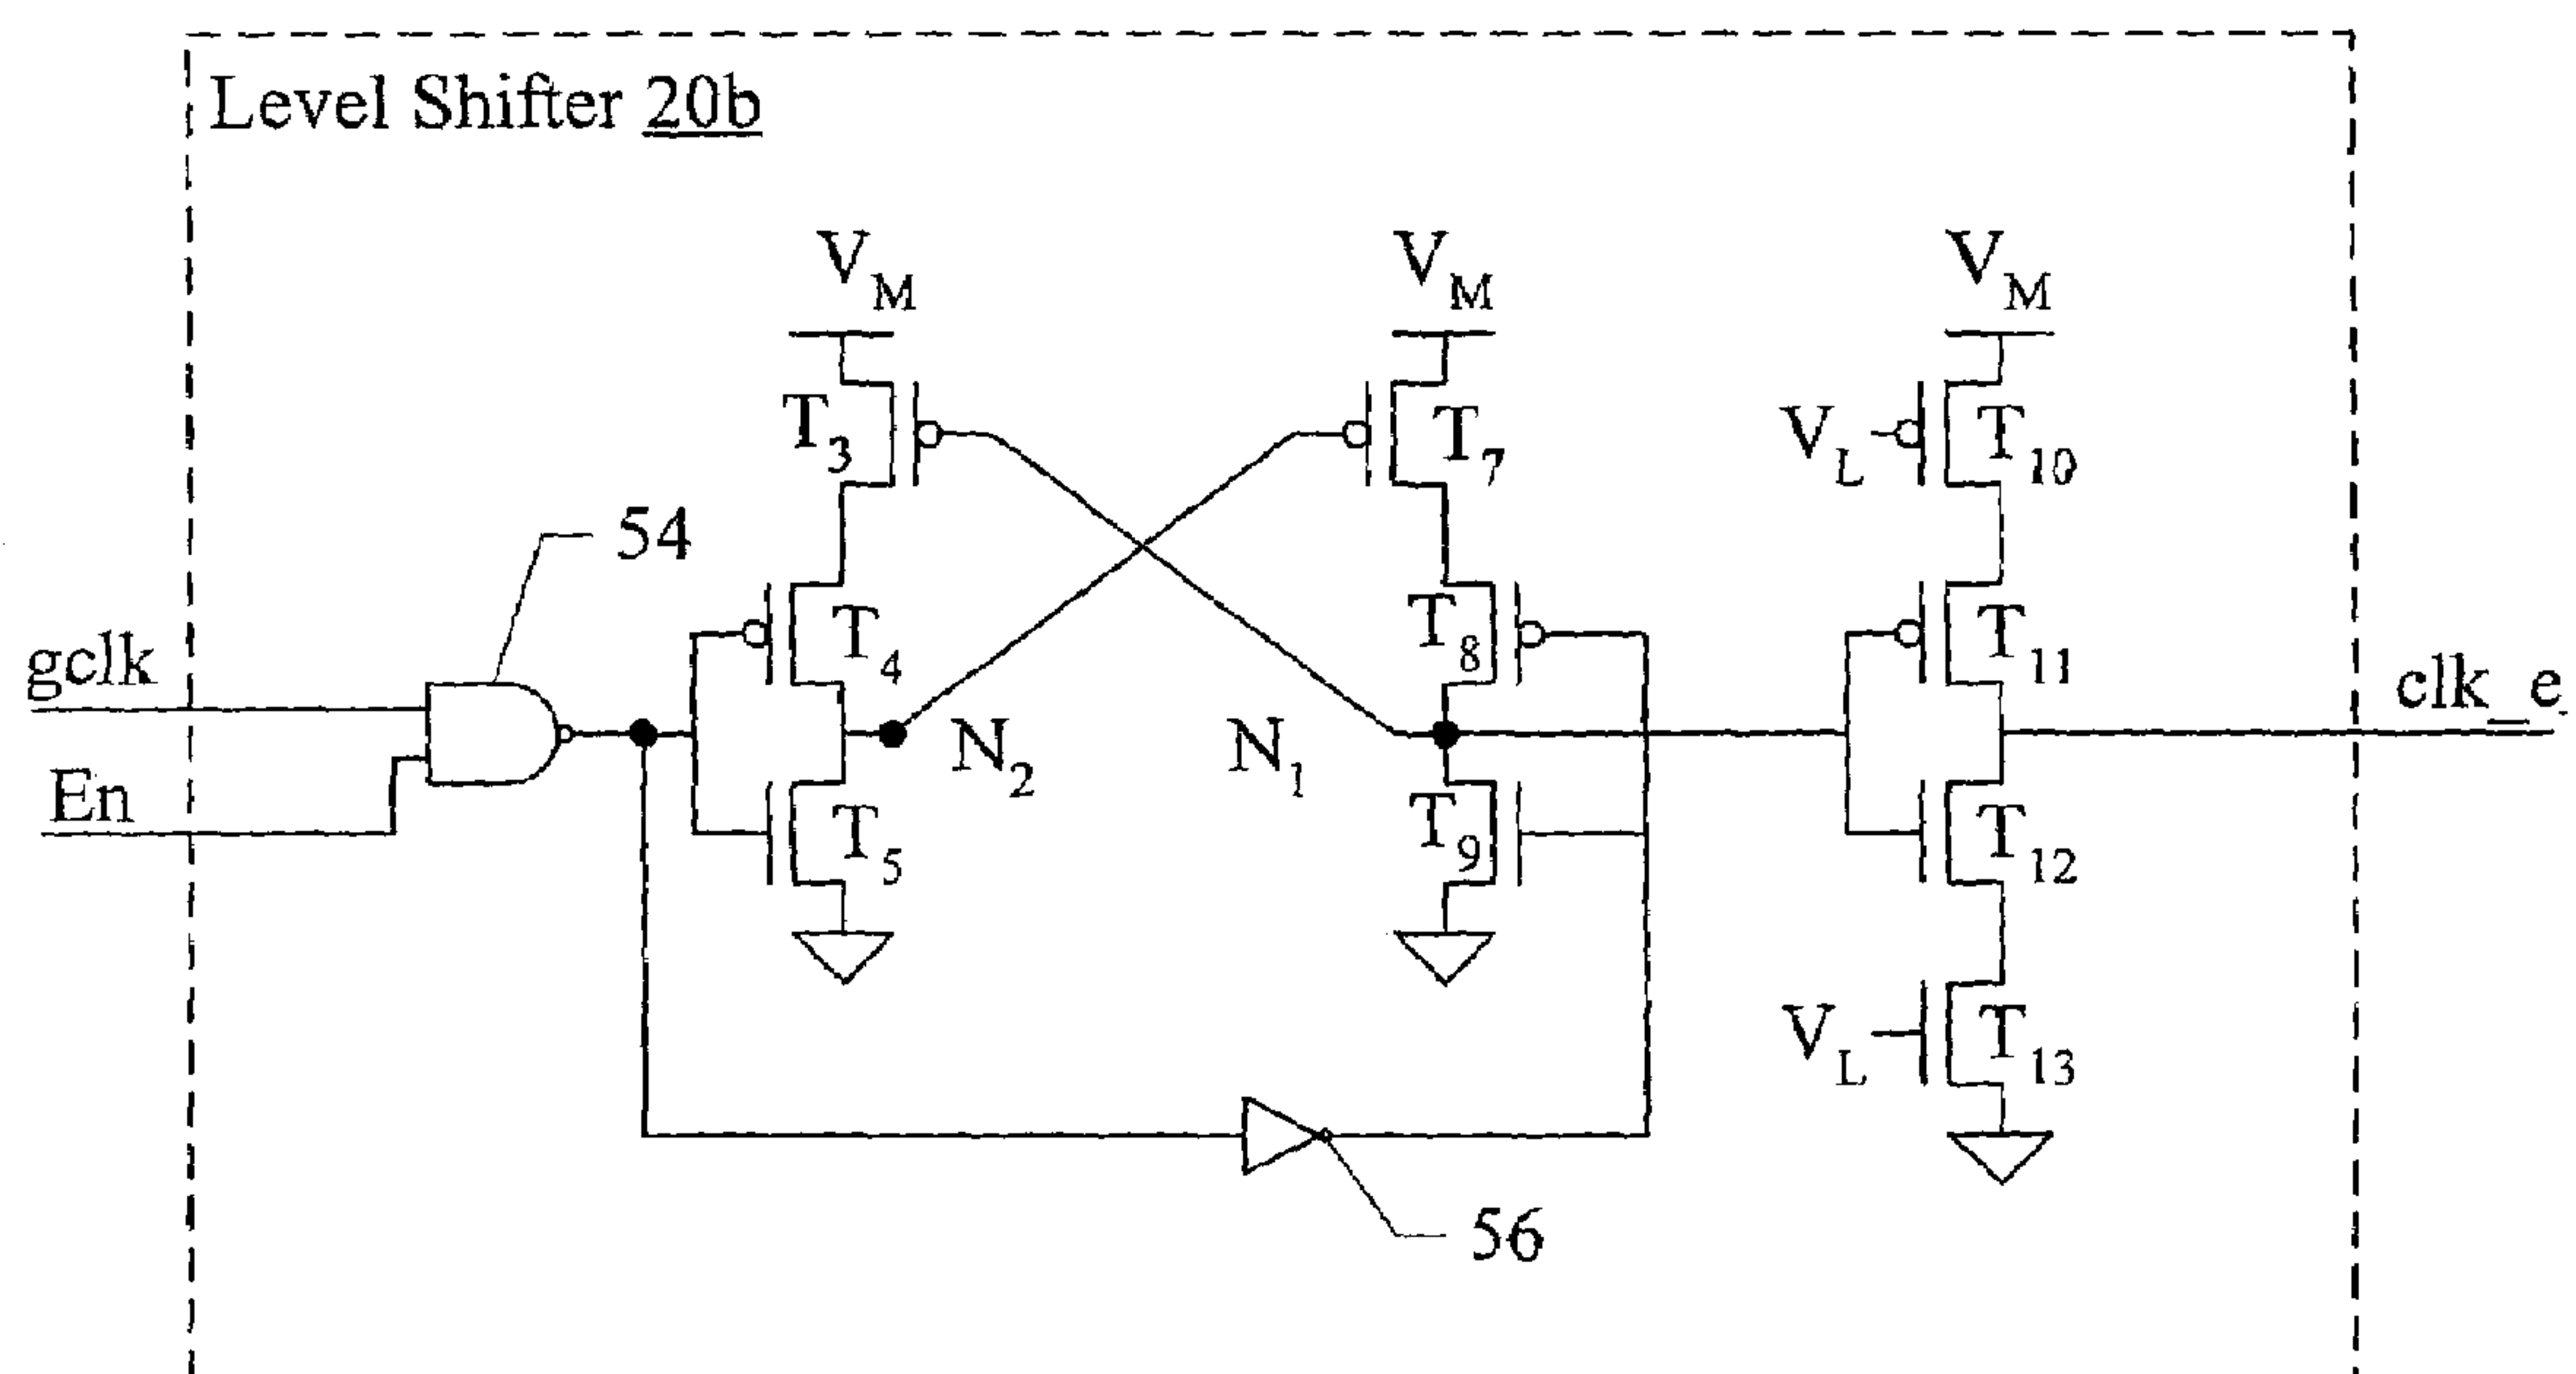 Level Shifter 20b
V_M V_M V_M
T_3 T_7 V_L T_10
54
gclk T_4 T_8 T_11 clk_e
N_2 N_1
En T_5 T_9 T_12
V_L T_13
56